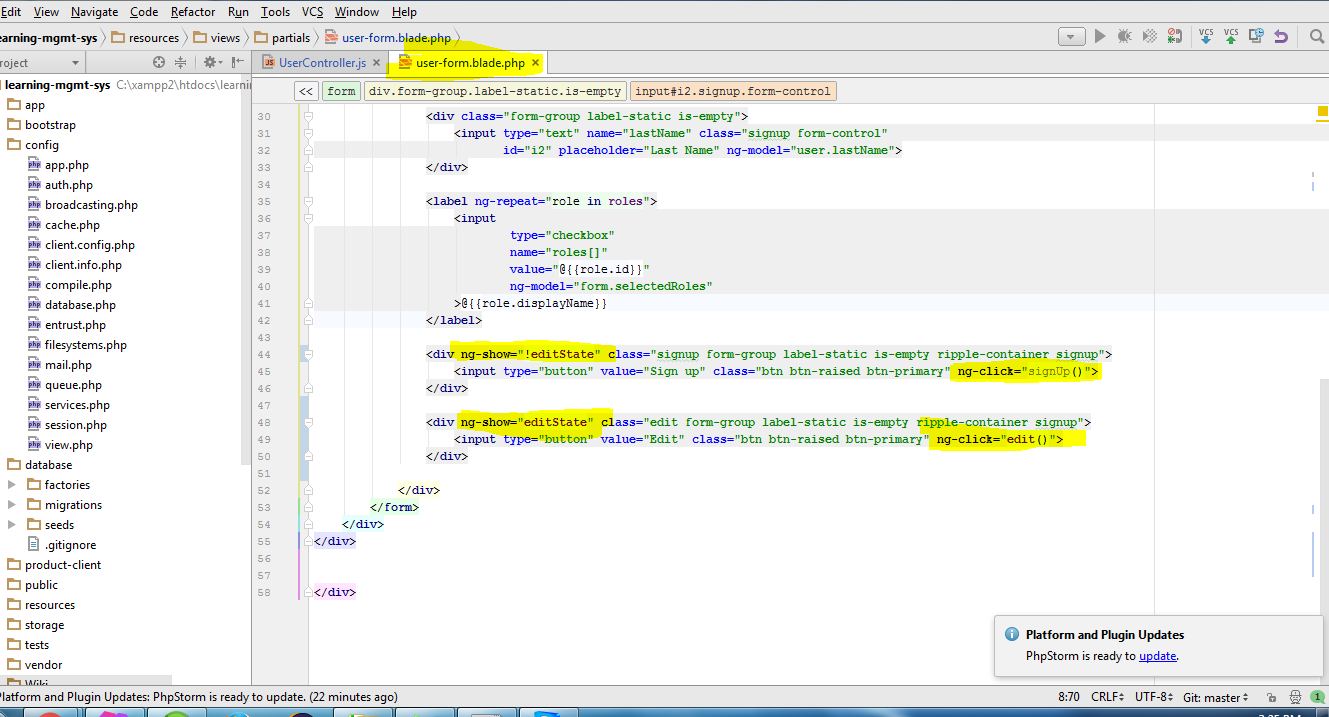 Edit View Navigate Code Refactor Run Tools VCS Window Help
earning-mgmt-sys resources views partials user-form.blade.php
VCS VCS
roject UserController.js user-form.blade.php
<< form div.form-group.label-static.is-empty input#i2.signup.form-control
learning-mgmt-sys C:\xampp2\htdocs\learni
app
bootstrap
config
app.php
auth.php
broadcasting.php
cache.php
client.config.php
client.info.php
compile.php
database.php
entrust.php
filesystems.php
mail.php
queue.php
services.php
session.php
view.php
database
factories
migrations
seeds
.gitignore
product-client
public
resources
storage
tests
vendor
Wiki
30 <div class="form-group label-static is-empty">
31 <input type="text" name="lastName" class="signup form-control"
32 id="i2" placeholder="Last Name" ng-model="user.lastName">
33 </div>
34
35 <label ng-repeat="role in roles">
36 <input
37 type="checkbox"
38 name="roles[]"
39 value="@{{role.id}}"
40 ng-model="form.selectedRoles"
41 >@{{role.displayName}}
42 </label>
43
44 <div ng-show="!editState" class="signup form-group label-static is-empty ripple-container signup">
45 <input type="button" value="Sign up" class="btn btn-raised btn-primary" ng-click="signUp()">
46 </div>
47
48 <div ng-show="editState" class="edit form-group label-static is-empty ripple-container signup">
49 <input type="button" value="Edit" class="btn btn-raised btn-primary" ng-click="edit()">
50 </div>
51
52 </div>
53 </form>
54 </div>
55 </div>
56
57
58 </div>
Platform and Plugin Updates
PhpStorm is ready to update.
Platform and Plugin Updates: PhpStorm is ready to update. (22 minutes ago) 8:70 CRLF UTF-8 Git: master 1